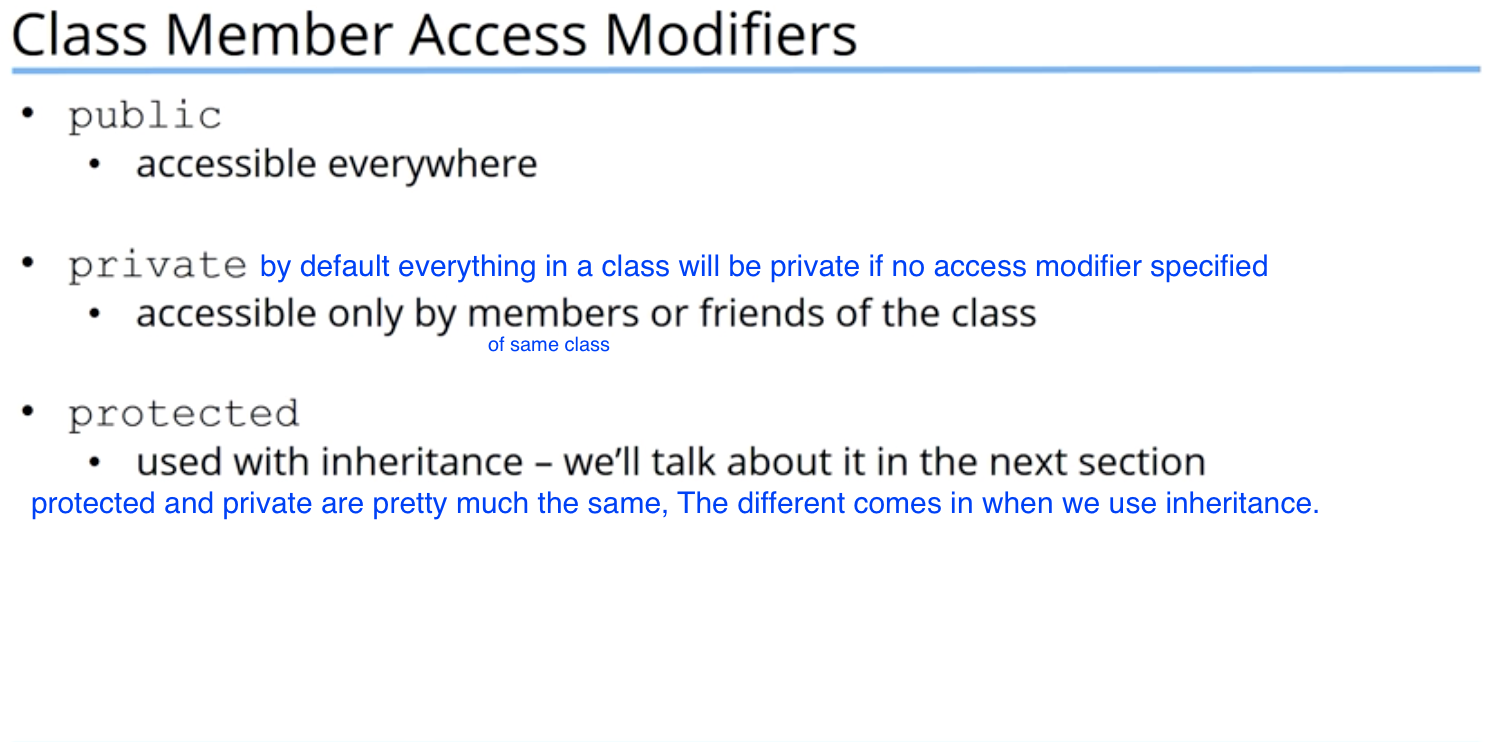 Class Member Access Modifiers
• public
• accessible everywhere
• private by default everything in a class will be private if no access modifier specified
• accessible only by members or friends of the class
of same class
• protected
• used with inheritance – we’ll talk about it in the next section
protected and private are pretty much the same, The different comes in when we use inheritance.